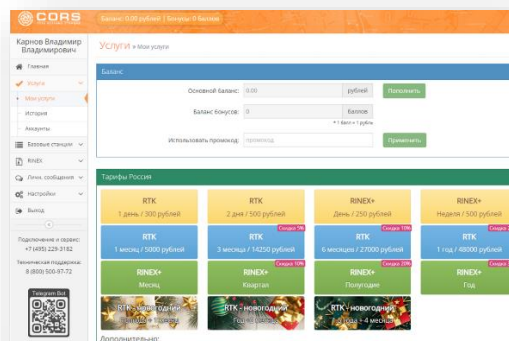 CORS
Баланс: 0.00 рублей | Бонусы: 0 баллов
Карнов Владимир
Владимирович
Главная
Услуги
Мои услуги
История
Аккаунты
Базовые станции
RINEX
Личн. сообщения
Настройки
Выход
Подключение и сервис:
+7 (495) 229-3182
Техническая поддержка:
8 (800) 500-97-72
Telegram Bot
Услуги » Мои услуги
Баланс
Основной баланс: 0.00 рублей Пополнить
Баланс бонусов: 0 баллов
* 1 балл = 1 рубль
Использовать промокод: промокод Применить
Тарифы Россия
RTK
1 день / 300 рублей
RTK
2 дня / 500 рублей
RINEX+
День / 250 рублей
RINEX+
Неделя / 500 рублей
RTK
1 месяц / 5000 рублей
Скидка 5%
RTK
3 месяца / 14250 рублей
Скидка 10%
RTK
6 месяцев / 27000 рублей
RTK
1 год / 48000 рублей
RINEX+
Месяц
Скидка 10%
RINEX+
Квартал
Скидка 20%
RINEX+
Полугодие
RINEX+
Год
RTK - новогодний
RTK - новогодний
RTK - новогодний
Дополнительно: